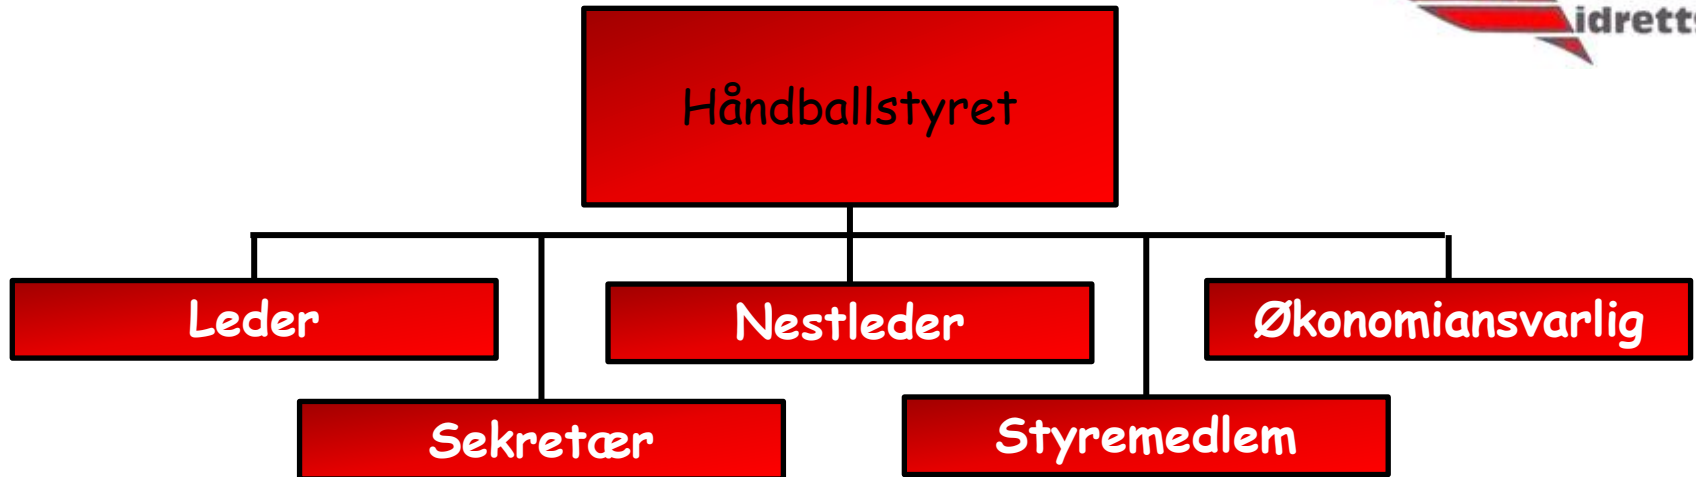 Håndballstyret
Leder
Nestleder
Økonomiansvarlig
Sekretær
Styremedlem